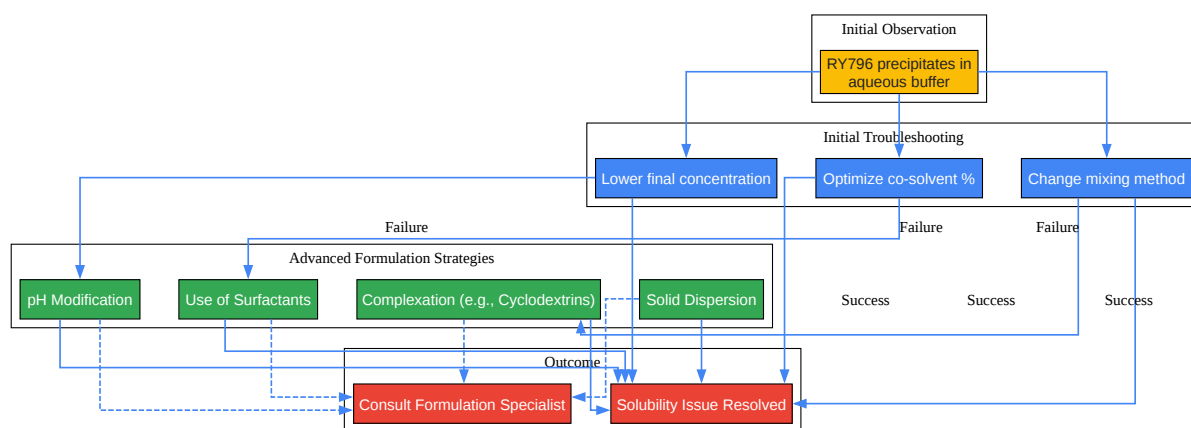 Initial Observation
RY796 precipitates in
aqueous buffer
Initial Troubleshooting
Lower final concentration
Optimize co-solvent %
Change mixing method
Failure
Failure
Failure
Advanced Formulation Strategies
pH Modification
Use of Surfactants
Complexation (e.g., Cyclodextrins)
Solid Dispersion
Success
Success
Success
Outcome
Consult Formulation Specialist
Solubility Issue Resolved